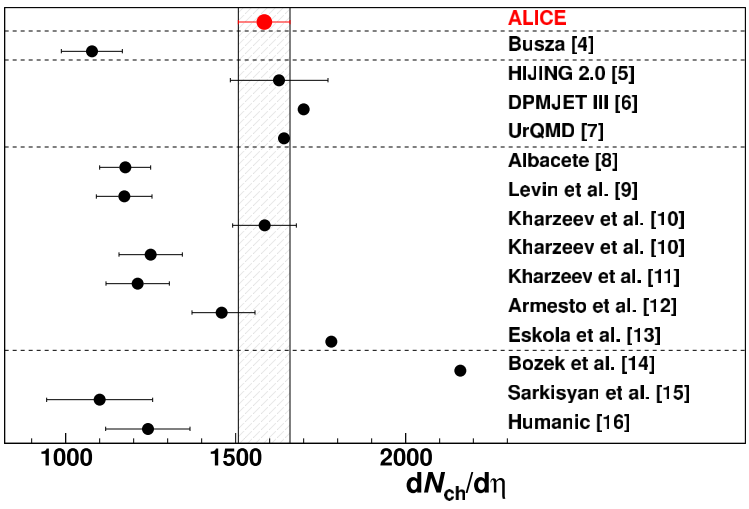 ALICE
Busza [4]
HIJING 2.0 [5]
DPMJET III [6]
UrQMD [7]
Albacete [8]
Levin et al. [9]
Kharzeev et al. [10]
Kharzeev et al. [10]
Kharzeev et al. [11]
Armesto et al. [12]
Eskola et al. [13]
Bozek et al. [14]
Sarkisyan et al. [15]
Humanic [16]
1000 1500 2000
dNch/dη